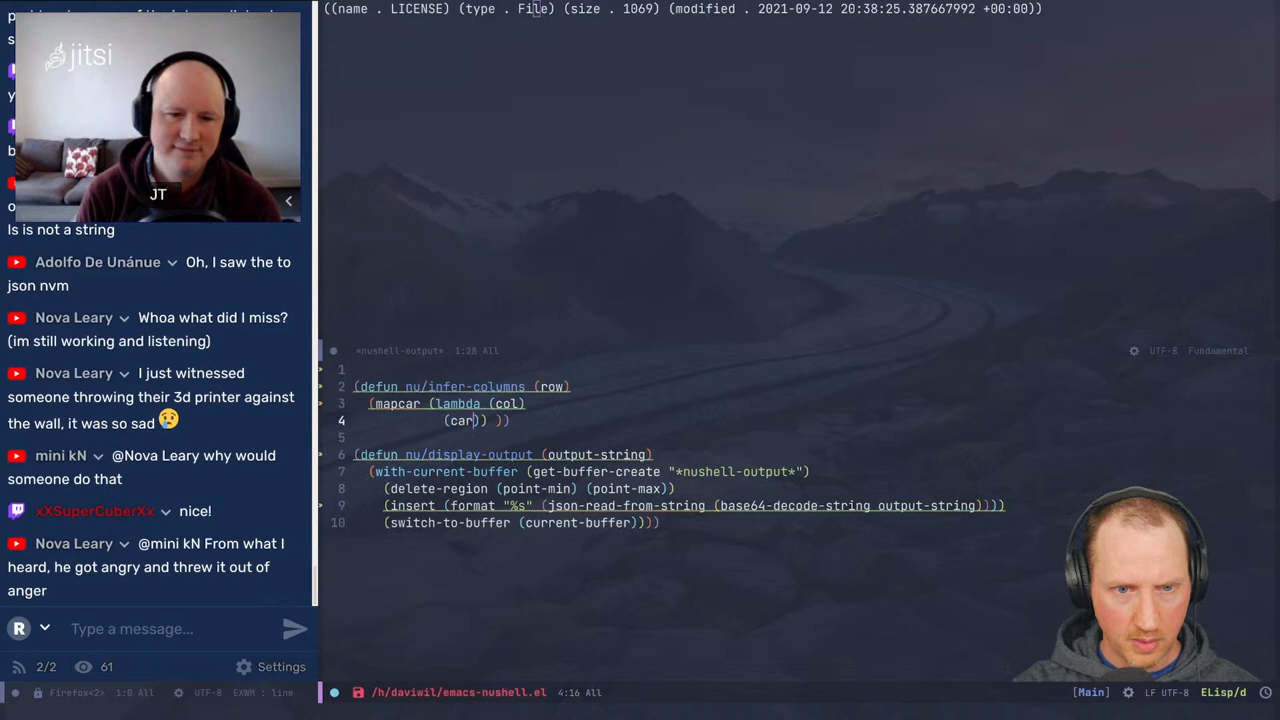 jitsi
JT
ls is not a string
Adolfo De Unánue Oh, I saw the to
json nvm
Nova Leary Whoa what did I miss?
(im still working and listening)
Nova Leary I just witnessed
someone throwing their 3d printer against
the wall, it was so sad
mini kN @Nova Leary why would
someone do that
xXSuperCuberXx nice!
Nova Leary @mini kN From what I
heard, he got angry and threw it out of
anger
R Type a message...
2/2 61 Settings
Firefox<2> 1:0 All UTF-8 EXWM : line
((name . LICENSE) (type . File) (size . 1069) (modified . 2021-09-12 20:38:25.387667992 +00:00))
*nushell-output* 1:28 All UTF-8 Fundamental
1
2 (defun nu/infer-columns (row)
3 (mapcar (lambda (col)
4 (car)) ))
5
6 (defun nu/display-output (output-string)
7 (with-current-buffer (get-buffer-create "*nushell-output*")
8 (delete-region (point-min) (point-max))
9 (insert (format "%s" (json-read-from-string (base64-decode-string output-string))))
10 (switch-to-buffer (current-buffer))))
/h/daviwil/emacs-nushell.el 4:16 All [Main] LF UTF-8 ELisp/d